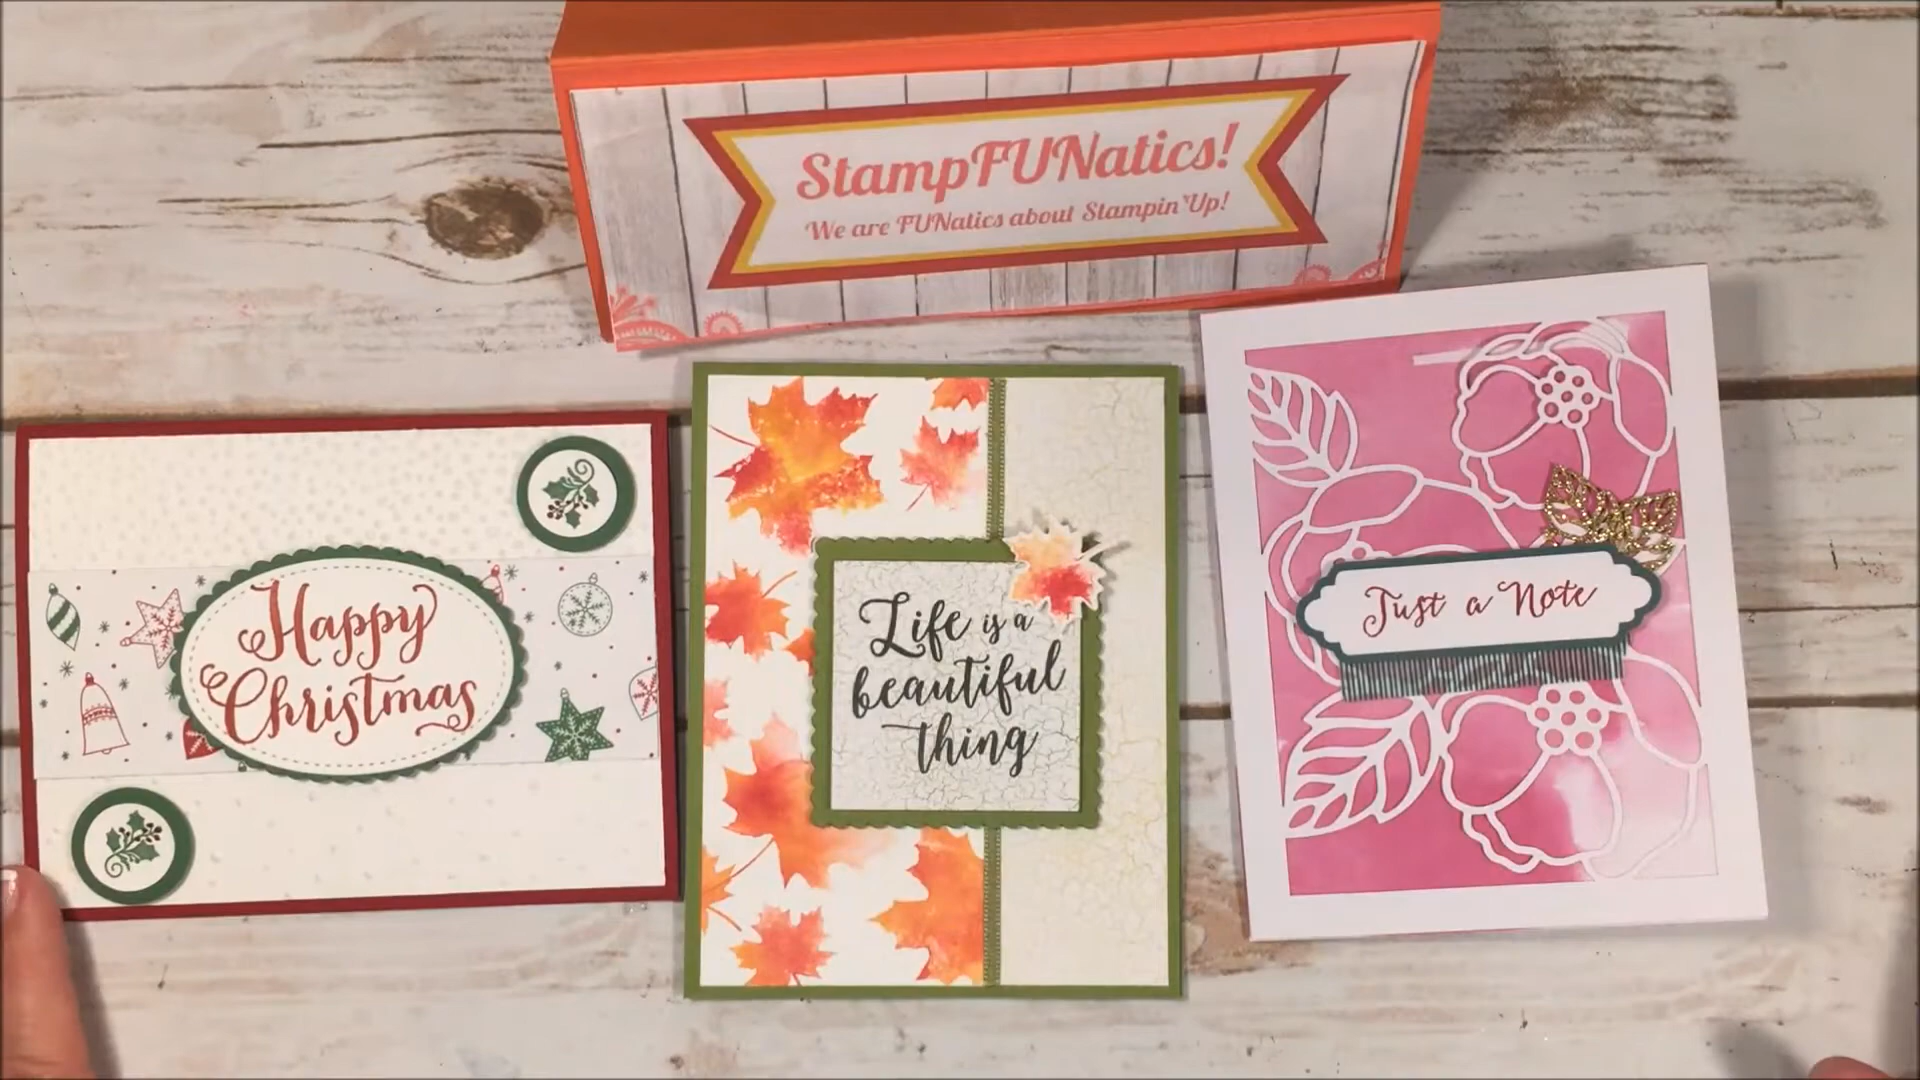 StampFUNatics!
We are FUNatics about Stampin' Up!
Happy
Christmas
Life is a
beautiful
thing
Just a Note